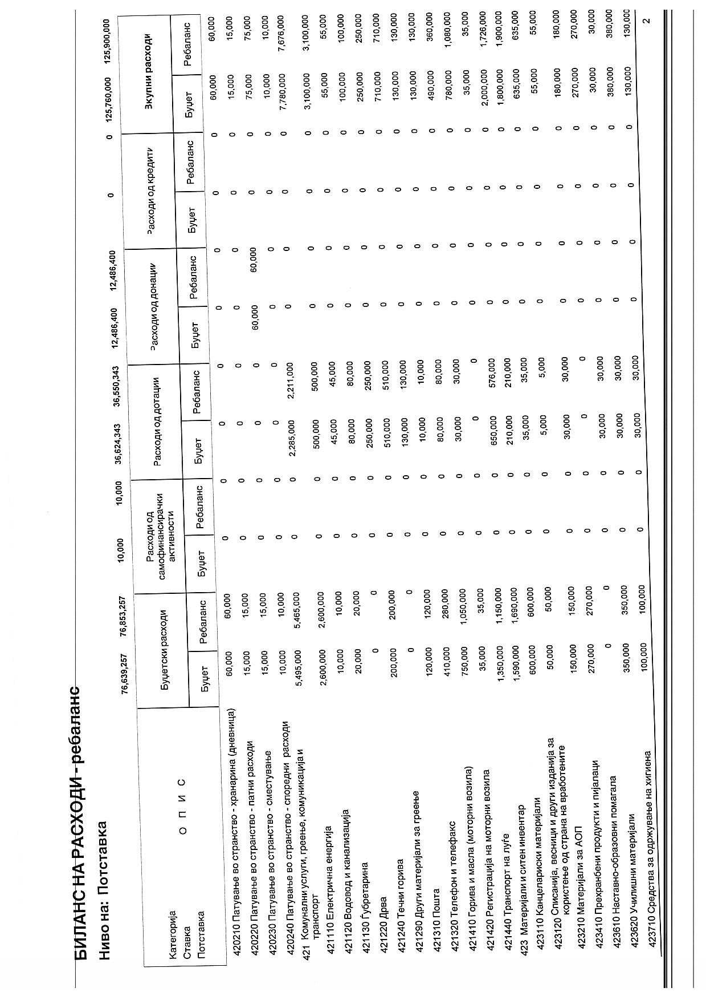 БИЛАНС НА РАСХОДИ - ребаланс
Ниво на: Потставка
76,639,257 76,853,257 10,000 10,000 36,624,343 36,550,343 12,486,400 12,486,400 0 0 125,760,000 125,900,000
Категорија
Ставка
Потставка
О П И С
Буџетски расходи
Расходи од
самофинансирачки
активности
Расходи од дотации
Расходи од донации
Расходи од кредити
Вкупни расходи
Буџет Ребаланс Буџет Ребаланс Буџет Ребаланс Буџет Ребаланс Буџет Ребаланс Буџет Ребаланс
420210 Патување во странство - хранарина (дневница) 60,000 60,000 0 0 0 0 0 0 0 0 60,000 60,000
420220 Патување во странство - патни расходи 15,000 15,000 0 0 0 0 0 0 0 0 15,000 15,000
420230 Патување во странство - сместување 15,000 15,000 0 0 0 0 60,000 60,000 0 0 75,000 75,000
420240 Патување во странство - споредни расходи 10,000 10,000 0 0 0 0 0 0 0 0 10,000 10,000
421 Комунални услуги, греење, комуникација и 5,495,000 5,465,000 0 0 2,285,000 2,211,000 0 0 0 0 7,780,000 7,676,000
транспорт
421110 Електрична енергија 2,600,000 2,600,000 0 0 500,000 500,000 0 0 0 0 3,100,000 3,100,000
421120 Водовод и канализација 10,000 10,000 0 0 45,000 45,000 0 0 0 0 55,000 55,000
421130 Ѓубретарина 20,000 20,000 0 0 80,000 80,000 0 0 0 0 100,000 100,000
421220 Дрва 0 0 0 0 250,000 250,000 0 0 0 0 250,000 250,000
421240 Течни горива 200,000 200,000 0 0 510,000 510,000 0 0 0 0 710,000 710,000
421290 Други материјали за греење 0 0 0 0 130,000 130,000 0 0 0 0 130,000 130,000
421310 Пошта 120,000 120,000 0 0 10,000 10,000 0 0 0 0 130,000 130,000
421320 Телефон и телефакс 410,000 280,000 0 0 80,000 80,000 0 0 0 0 490,000 360,000
421410 Горива и масла (моторни возила) 750,000 1,050,000 0 0 30,000 30,000 0 0 0 0 780,000 1,080,000
421420 Регистрација на моторни возила 35,000 35,000 0 0 0 0 0 0 0 0 35,000 35,000
421440 Транспорт на луѓе 1,350,000 1,150,000 0 0 650,000 576,000 0 0 0 0 2,000,000 1,726,000
423 Материјали и ситен инвентар 1,590,000 1,690,000 0 0 210,000 210,000 0 0 0 0 1,800,000 1,900,000
423110 Канцелариски материјали 600,000 600,000 0 0 35,000 35,000 0 0 0 0 635,000 635,000
423120 Списанија, весници и други изданија за 50,000 50,000 0 0 5,000 5,000 0 0 0 0 55,000 55,000
користење од страна на вработените
423210 Материјали за АОП 150,000 150,000 0 0 30,000 30,000 0 0 0 0 180,000 180,000
423410 Прехранбени продукти и пијалаци 270,000 270,000 0 0 0 0 0 0 0 0 270,000 270,000
423610 Наставно-образовни помагала 0 0 0 0 30,000 30,000 0 0 0 0 30,000 30,000
423620 Училишни материјали 350,000 350,000 0 0 30,000 30,000 0 0 0 0 380,000 380,000
423710 Средства за одржување на хигиена 100,000 100,000 0 0 30,000 30,000 0 0 0 0 130,000 130,000
2